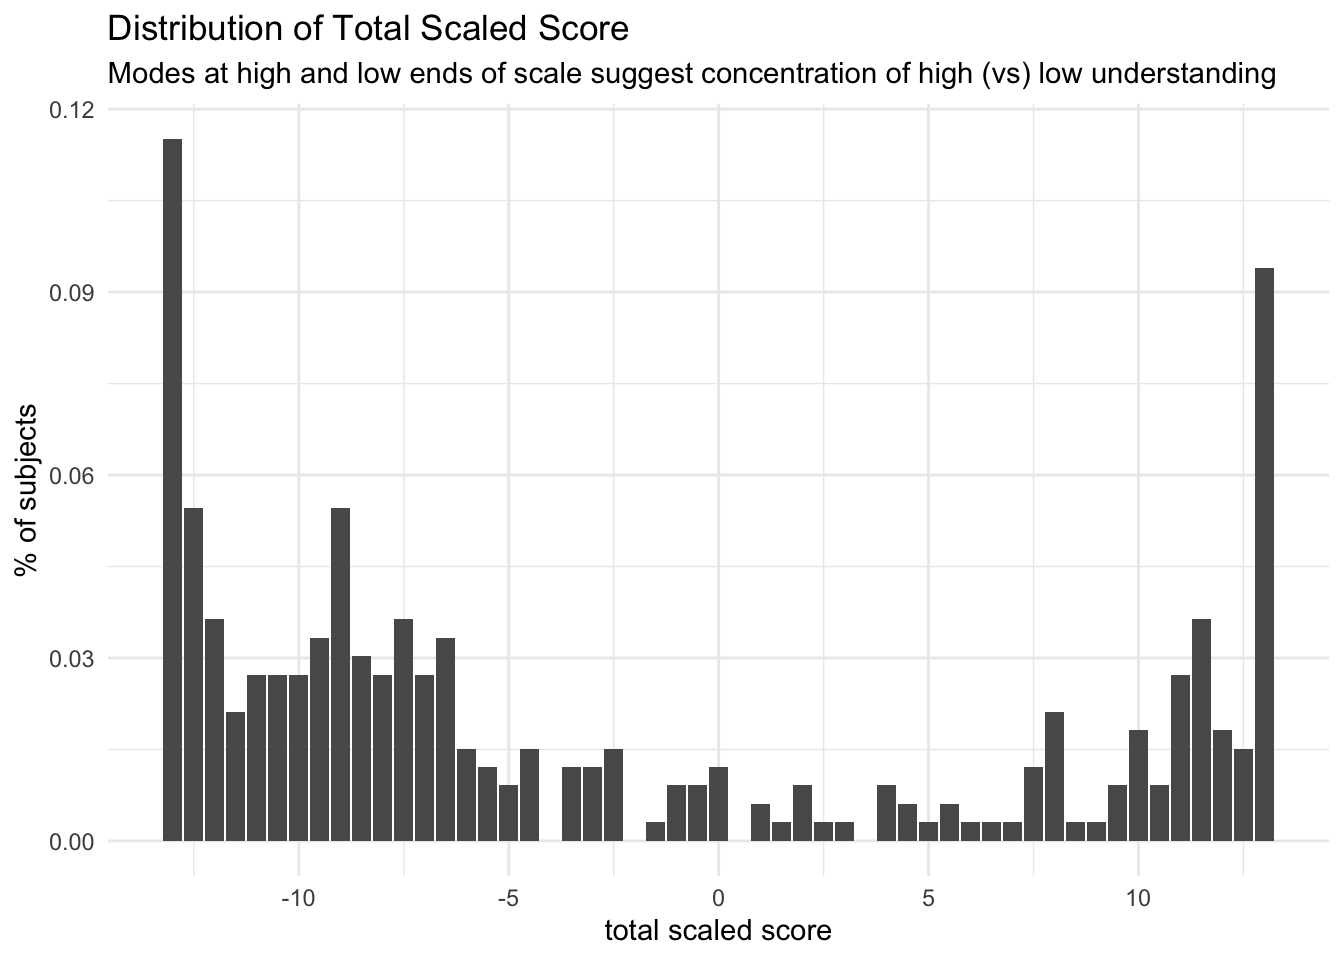 Distribution of Total Scaled Score
Modes at high and low ends of scale suggest concentration of high (vs) low understanding
0.12
0.09
0.06
0.03
0.00
% of subjects
-10 -5 0 5 10
total scaled score